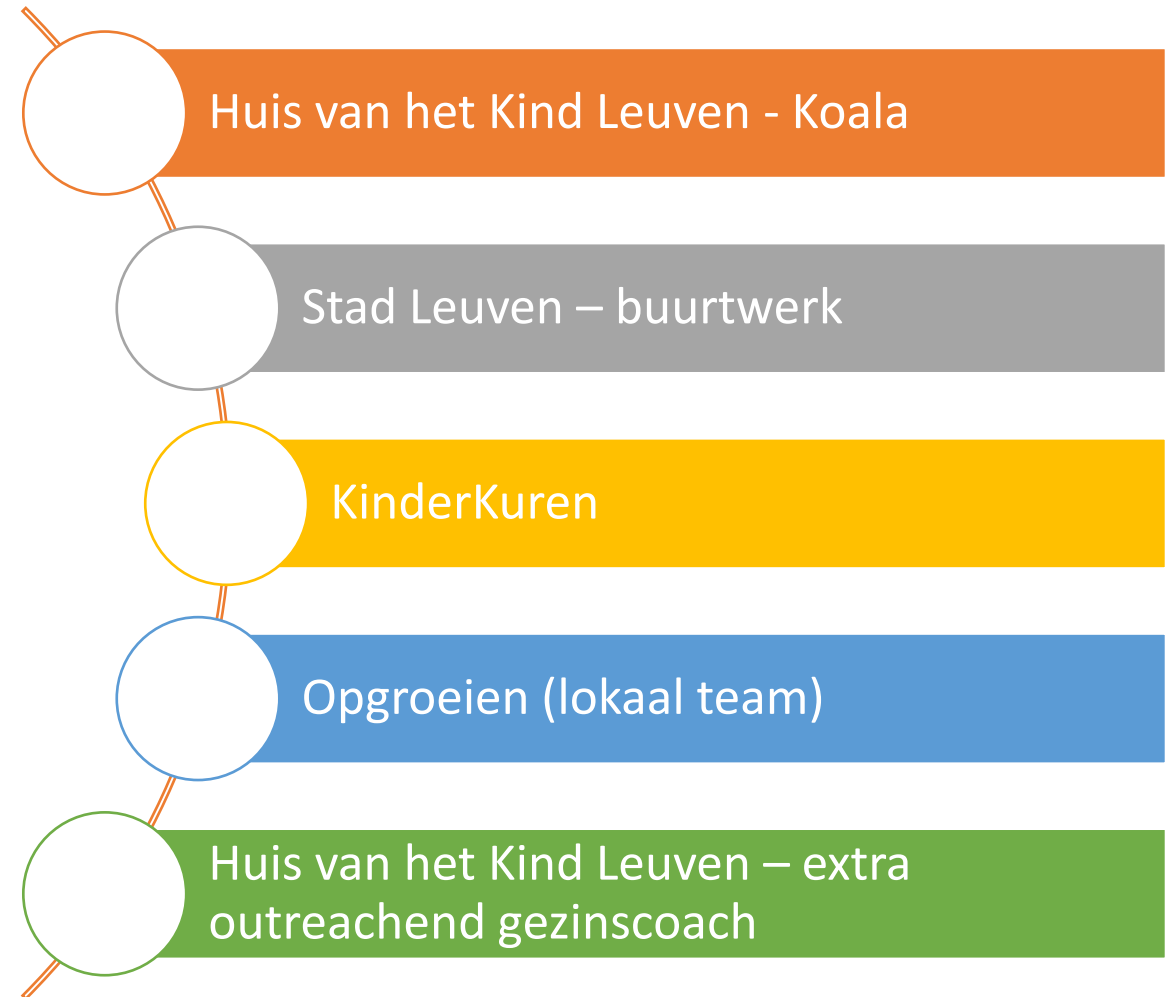 Huis van het Kind Leuven - Koala
Stad Leuven – buurtwerk
KinderKuren
Opgroeien (lokaal team)
Huis van het Kind Leuven – extra
outreachend gezinscoach